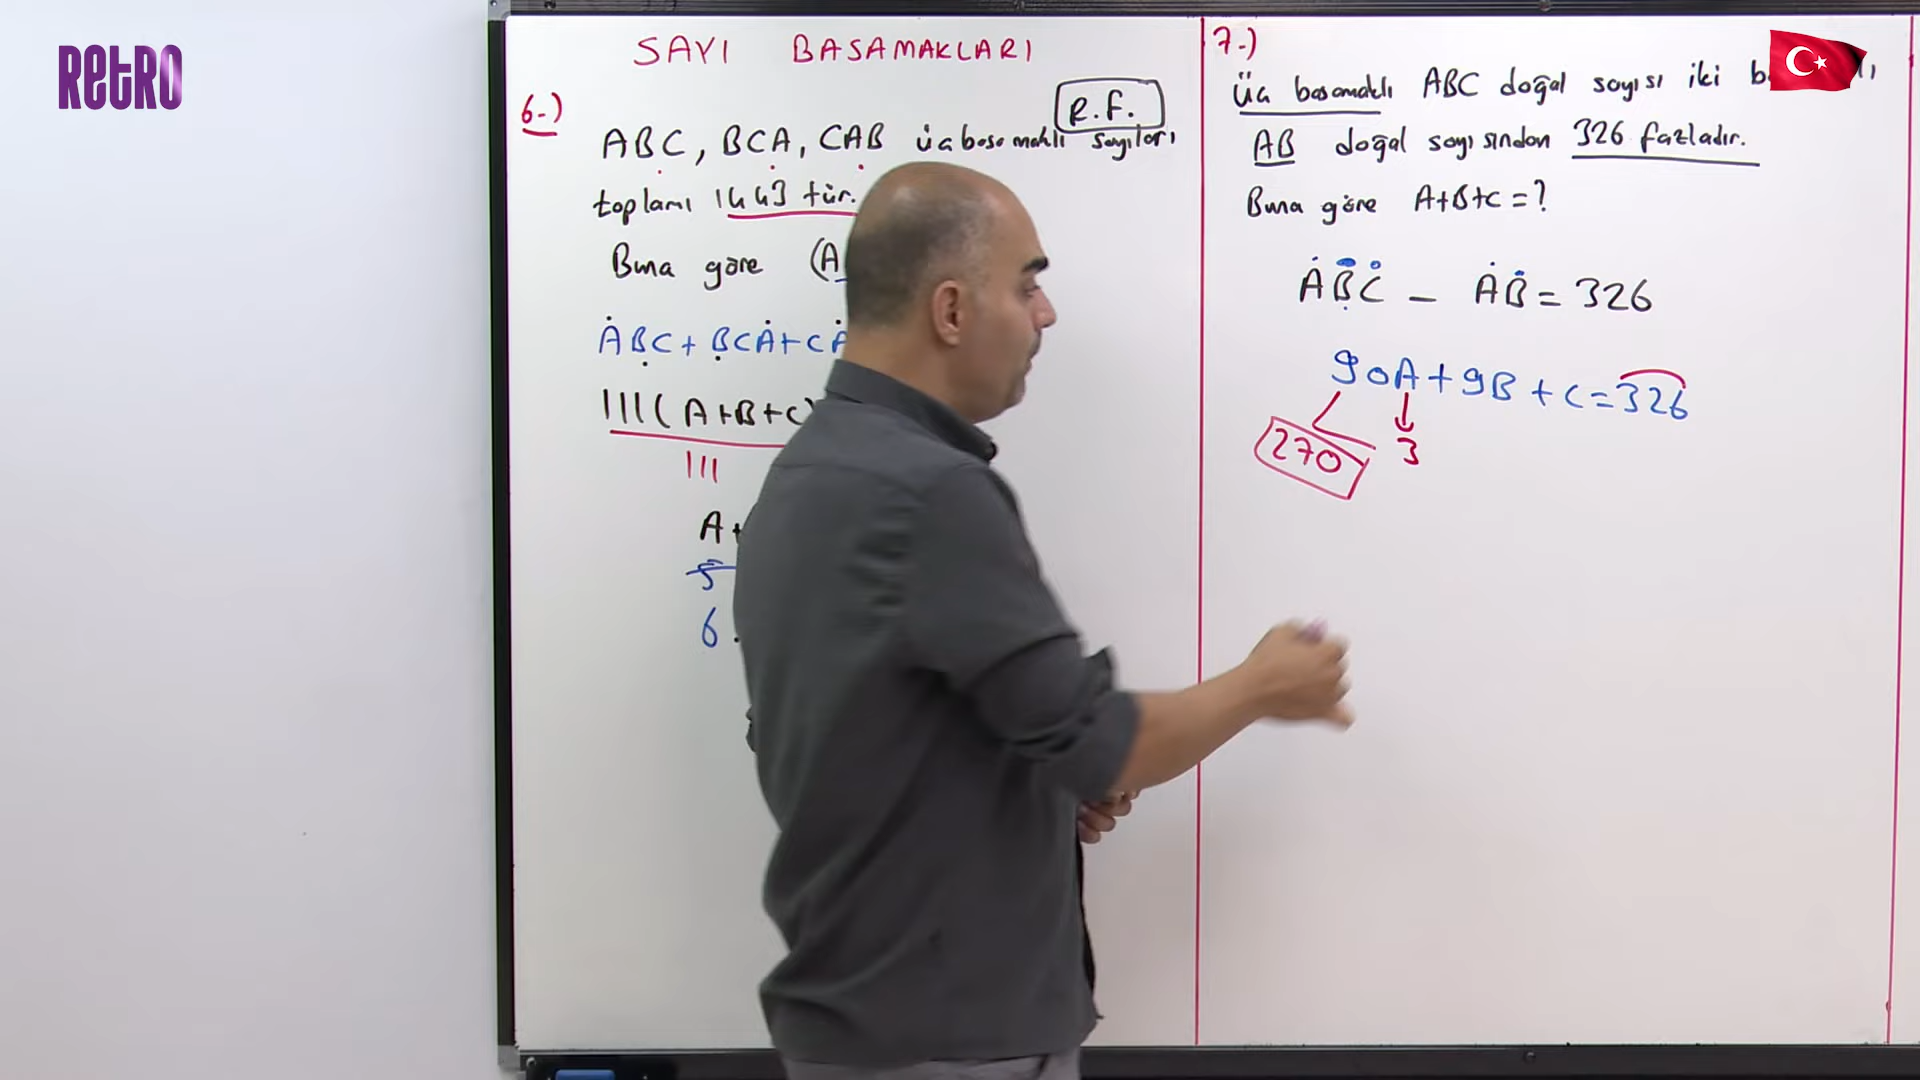 RetRO
SAYI BASAMAKLARI
6-)
R.F.
ABC, BCA, CAB üç basamaklı sayıları
toplamı 1443 tür.
Buna göre (A
ABC + BCA + CA
111(A+B+C)
111
A+
5
6.
7-)
Üç basamaklı ABC doğal sayısı iki
AB doğal sayısından 326 fazladır.
Buna göre A+B+C=?
ABC - AB = 326
90A + 9B + C = 326
270 3